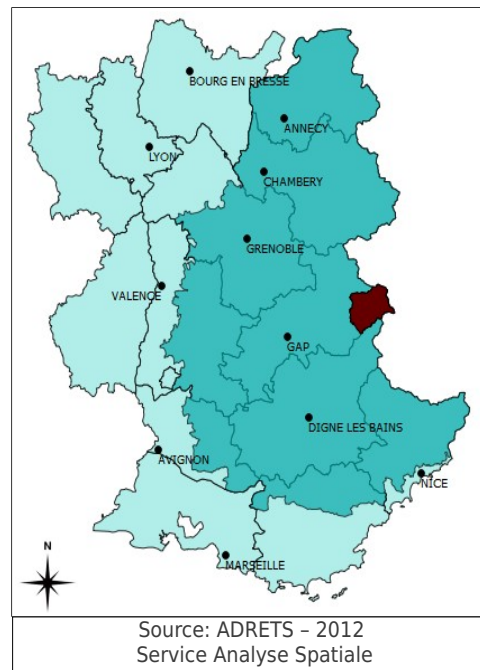 BOURG EN BRESSE
ANNECY
LYON
CHAMBERY
GRENOBLE
VALENCE
GAP
DIGNE LES BAINS
AVIGNON
NICE
N
MARSEILLE
Source: ADRETS – 2012
Service Analyse Spatiale